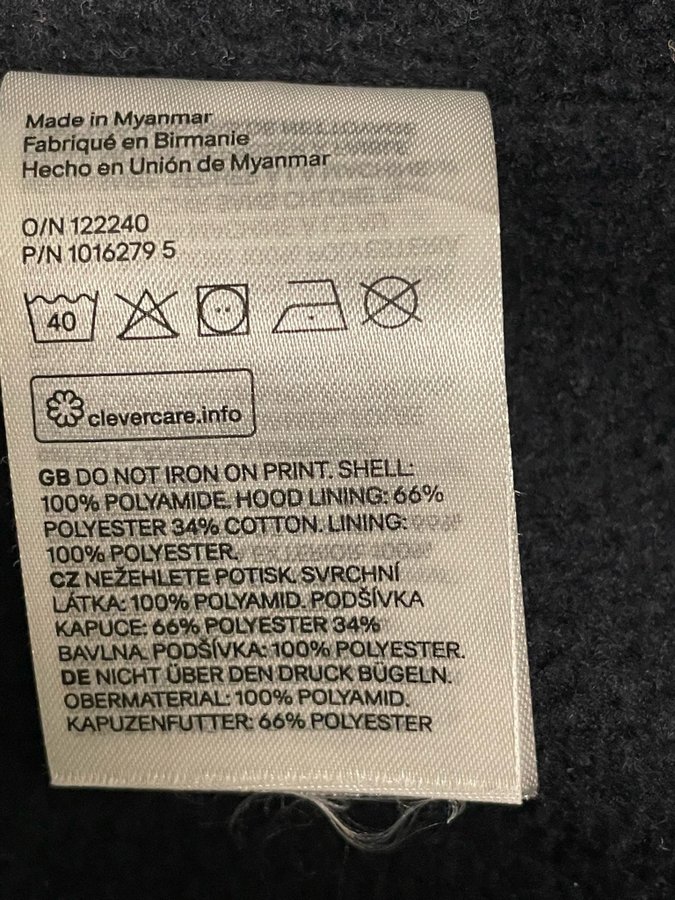 Made in Myanmar
Fabriqué en Birmanie
Hecho en Unión de Myanmar
O/N 122240
P/N 1016279 5
40
clevercare.info
GB DO NOT IRON ON PRINT. SHELL:
100% POLYAMIDE. HOOD LINING: 66%
POLYESTER 34% COTTON. LINING:
100% POLYESTER.
CZ NEŽEHLETE POTISK. SVRCHNÍ
LÁTKA: 100% POLYAMID. PODŠÍVKA
KAPUCE: 66% POLYESTER 34%
BAVLNA. PODŠÍVKA: 100% POLYESTER.
DE NICHT ÜBER DEN DRUCK BÜGELN.
OBERMATERIAL: 100% POLYAMID.
KAPUZENFUTTER: 66% POLYESTER